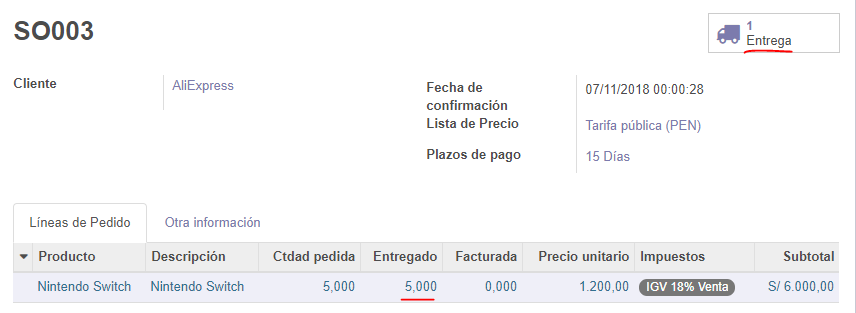 SO003
1
Entrega
Cliente AliExpress
Fecha de confirmación 07/11/2018 00:00:28
Lista de Precio Tarifa pública (PEN)
Plazos de pago 15 Días
Líneas de Pedido Otra información
Producto Descripción Ctdad pedida Entregado Facturada Precio unitario Impuestos Subtotal
Nintendo Switch Nintendo Switch 5,000 5,000 0,000 1.200,00 IGV 18% Venta S/ 6.000,00